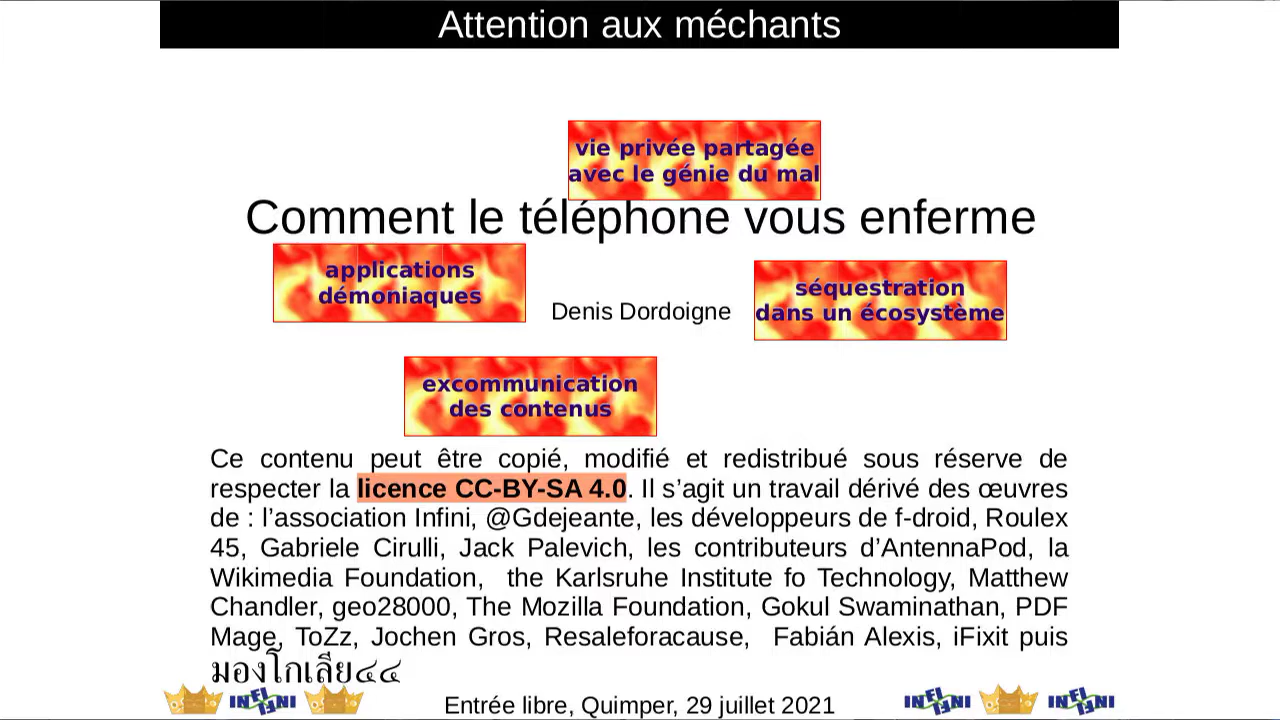 Attention aux méchants
vie privée partagée
avec le génie du mal
Comment le téléphone vous enferme
applications
démoniaques
séquestration
dans un écosystème
Denis Dordoigne
excommunication
des contenus
Ce contenu peut être copié, modifié et redistribué sous réserve de
respecter la licence CC-BY-SA 4.0. Il s’agit un travail dérivé des œuvres
de : l’association Infini, @Gdejeante, les développeurs de f-droid, Roulex
45, Gabriele Cirulli, Jack Palevich, les contributeurs d’AntennaPod, la
Wikimedia Foundation, the Karlsruhe Institute fo Technology, Matthew
Chandler, geo28000, The Mozilla Foundation, Gokul Swaminathan, PDF
Mage, ToZz, Jochen Gros, Resaleforacause, Fabián Alexis, iFixit puis
มองโกเลีย๔๔
INFINI
Entrée libre, Quimper, 29 juillet 2021
INFINI
INFINI